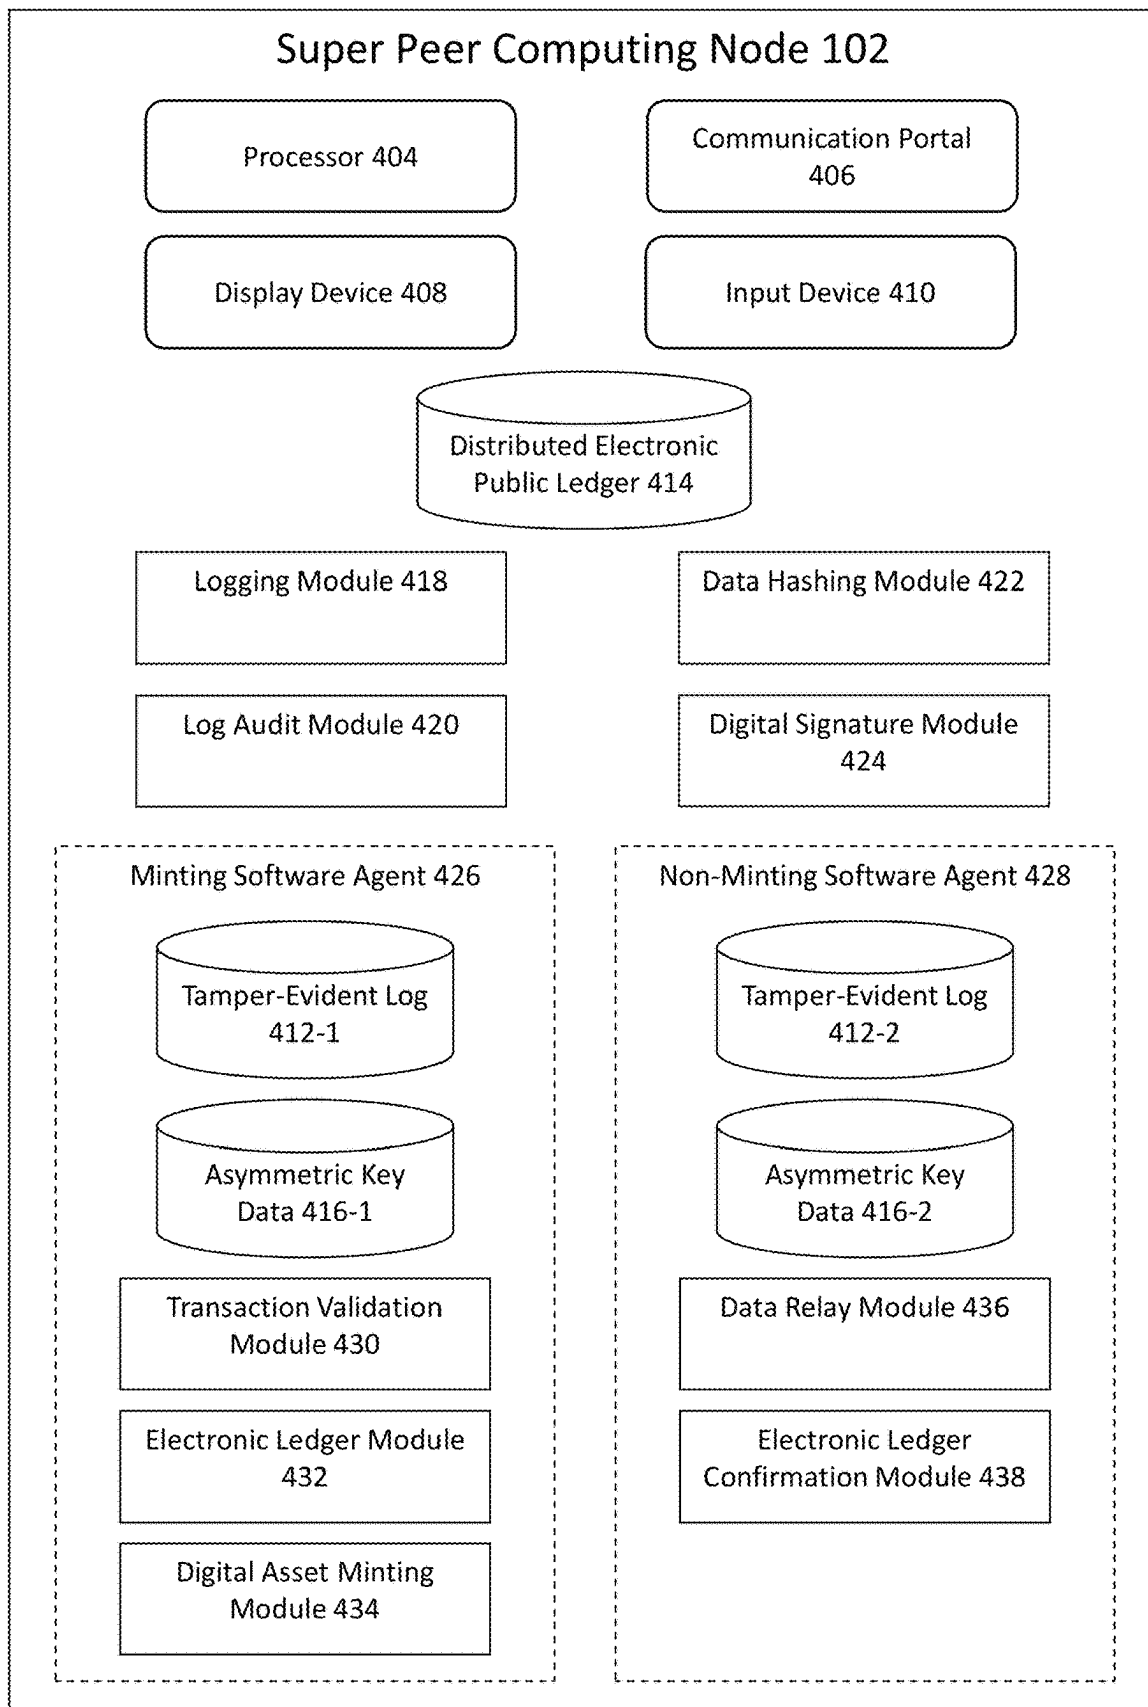 Super Peer Computing Node 102
Processor 404
Communication Portal
406
Display Device 408
Input Device 410
Distributed Electronic
Public Ledger 414
Logging Module 418
Data Hashing Module 422
Log Audit Module 420
Digital Signature Module
424
Minting Software Agent 426
Tamper-Evident Log
412-1
Asymmetric Key
Data 416-1
Transaction Validation
Module 430
Electronic Ledger Module
432
Digital Asset Minting
Module 434
Non-Minting Software Agent 428
Tamper-Evident Log
412-2
Asymmetric Key
Data 416-2
Data Relay Module 436
Electronic Ledger
Confirmation Module 438